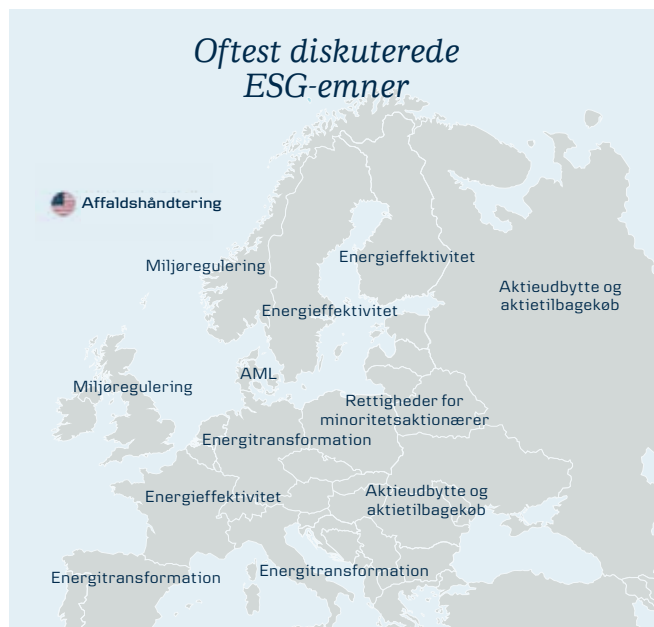 Oftest diskuterede
ESG-emner
Affaldshåndtering
Energieffektivitet
Miljøregulering
Aktieudbytte og
aktietilbagekøb
Energieffektivitet
AML
Miljøregulering
Rettigheder for
minoritetsaktionærer
Energitransformation
Energieffektivitet
Aktieudbytte og
aktietilbagekøb
Energitransformation
Energitransformation